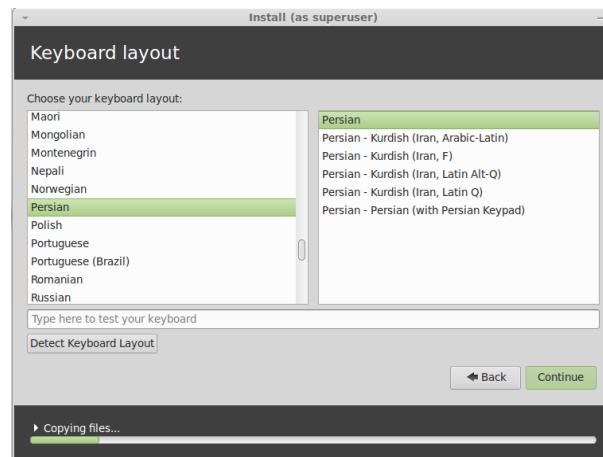 Install (as superuser)
Keyboard layout
Choose your keyboard layout:
Maori
Mongolian
Montenegrin
Nepali
Norwegian
Persian
Polish
Portuguese
Portuguese (Brazil)
Romanian
Russian
Persian
Persian - Kurdish (Iran, Arabic-Latin)
Persian - Kurdish (Iran, F)
Persian - Kurdish (Iran, Latin Alt-Q)
Persian - Kurdish (Iran, Latin Q)
Persian - Persian (with Persian Keypad)
Type here to test your keyboard
Detect Keyboard Layout
Back
Continue
Copying files...